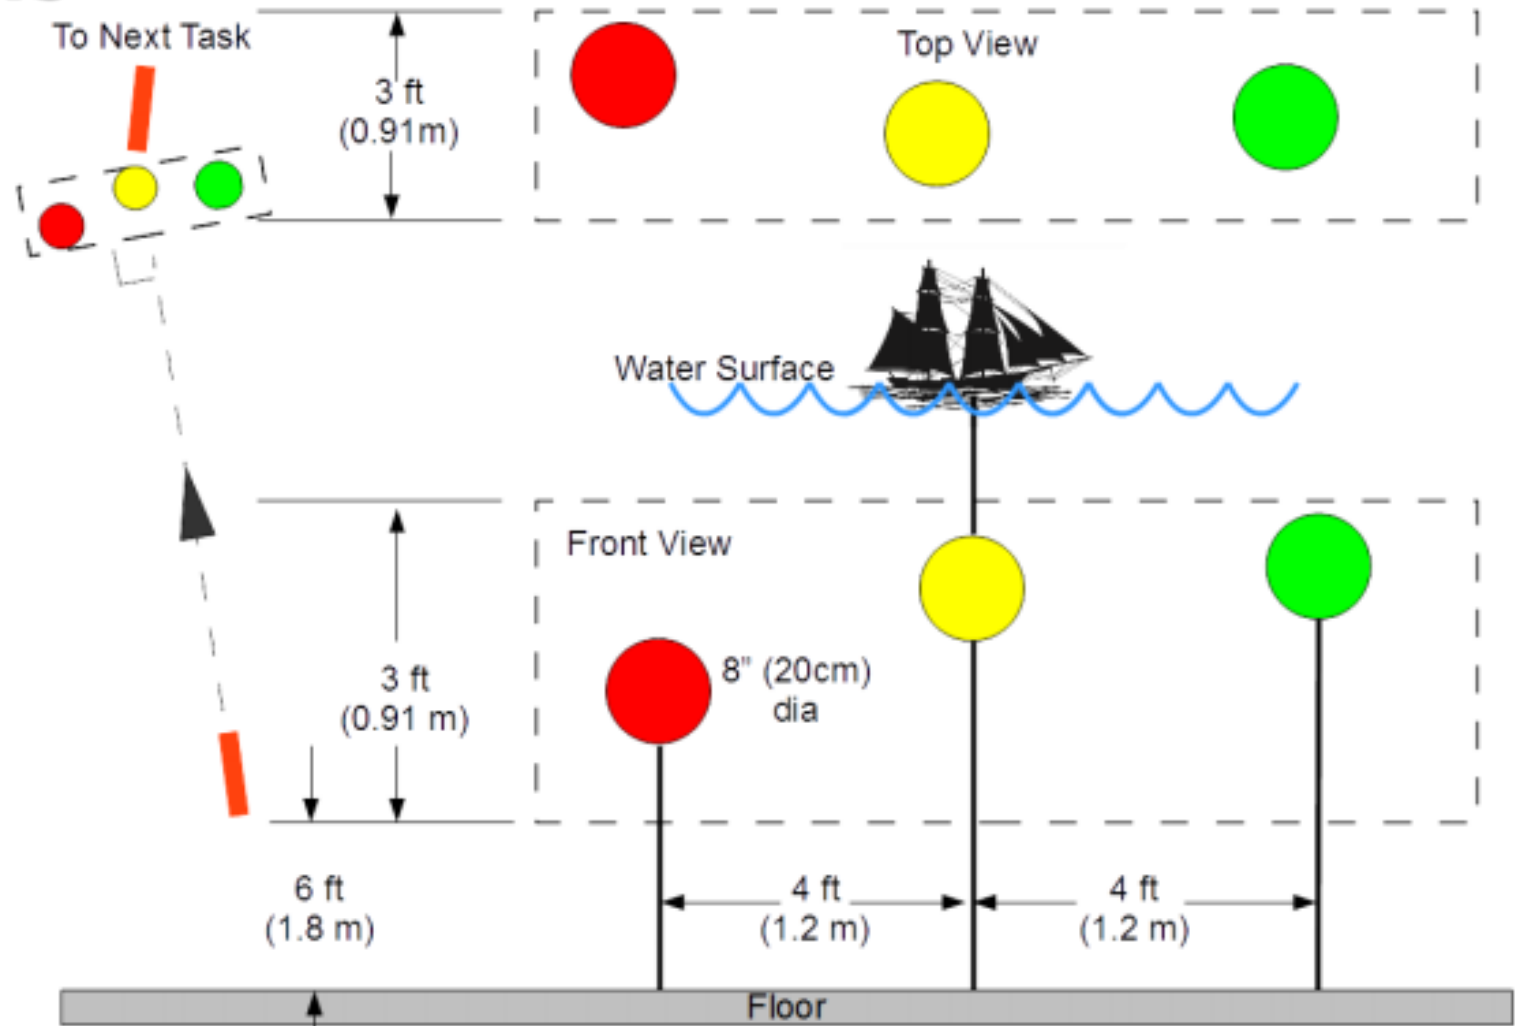 To Next Task
3 ft
(0.91m)
Top View
Water Surface
Front View
3 ft
(0.91 m)
8” (20cm)
dia
6 ft
(1.8 m)
4 ft
(1.2 m)
4 ft
(1.2 m)
Floor